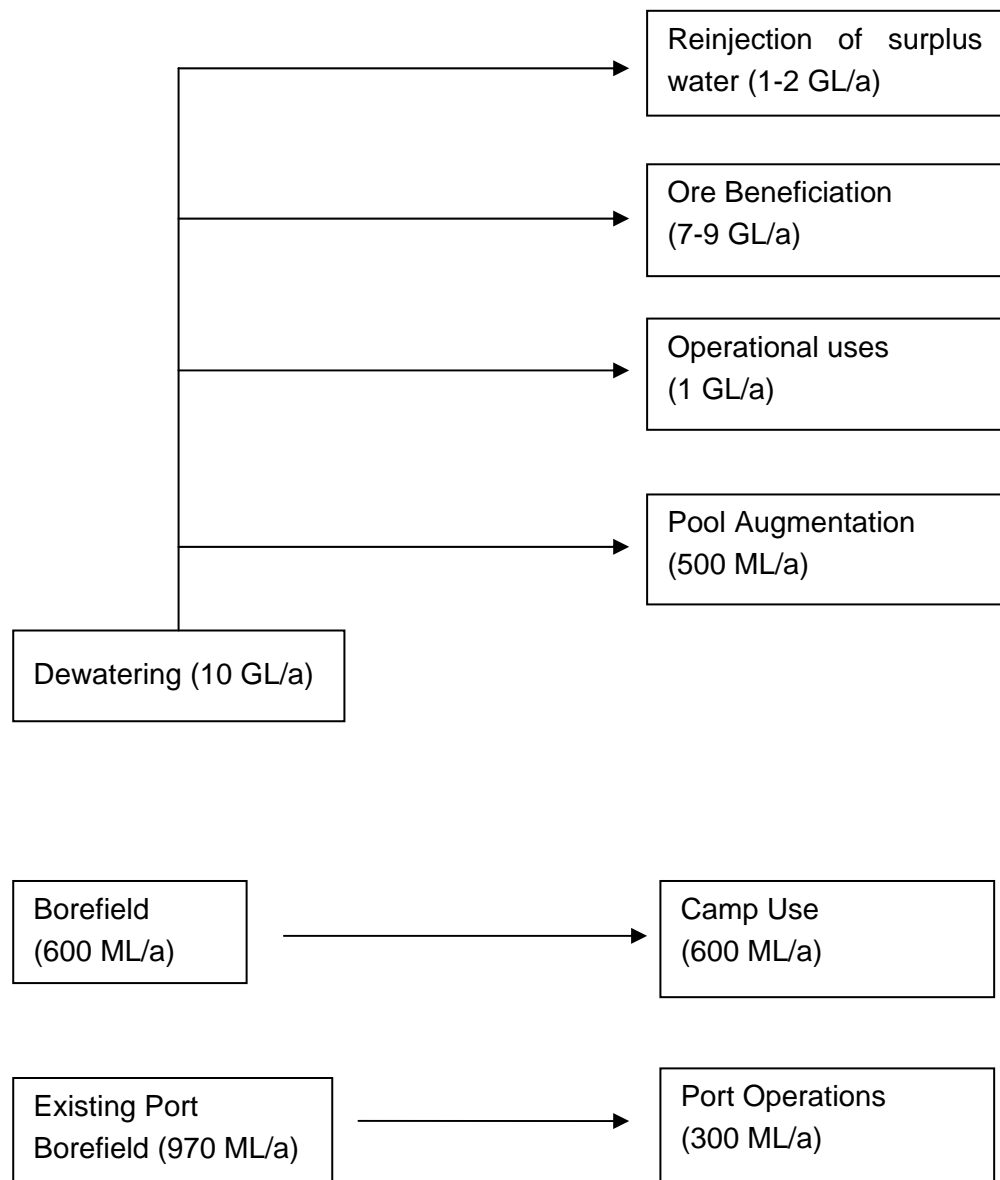 Reinjection of surplus
water (1-2 GL/a)
Ore Beneficiation
(7-9 GL/a)
Operational uses
(1 GL/a)
Pool Augmentation
(500 ML/a)
Dewatering (10 GL/a)
Borefield
(600 ML/a)
Camp Use
(600 ML/a)
Existing Port
Borefield (970 ML/a)
Port Operations
(300 ML/a)